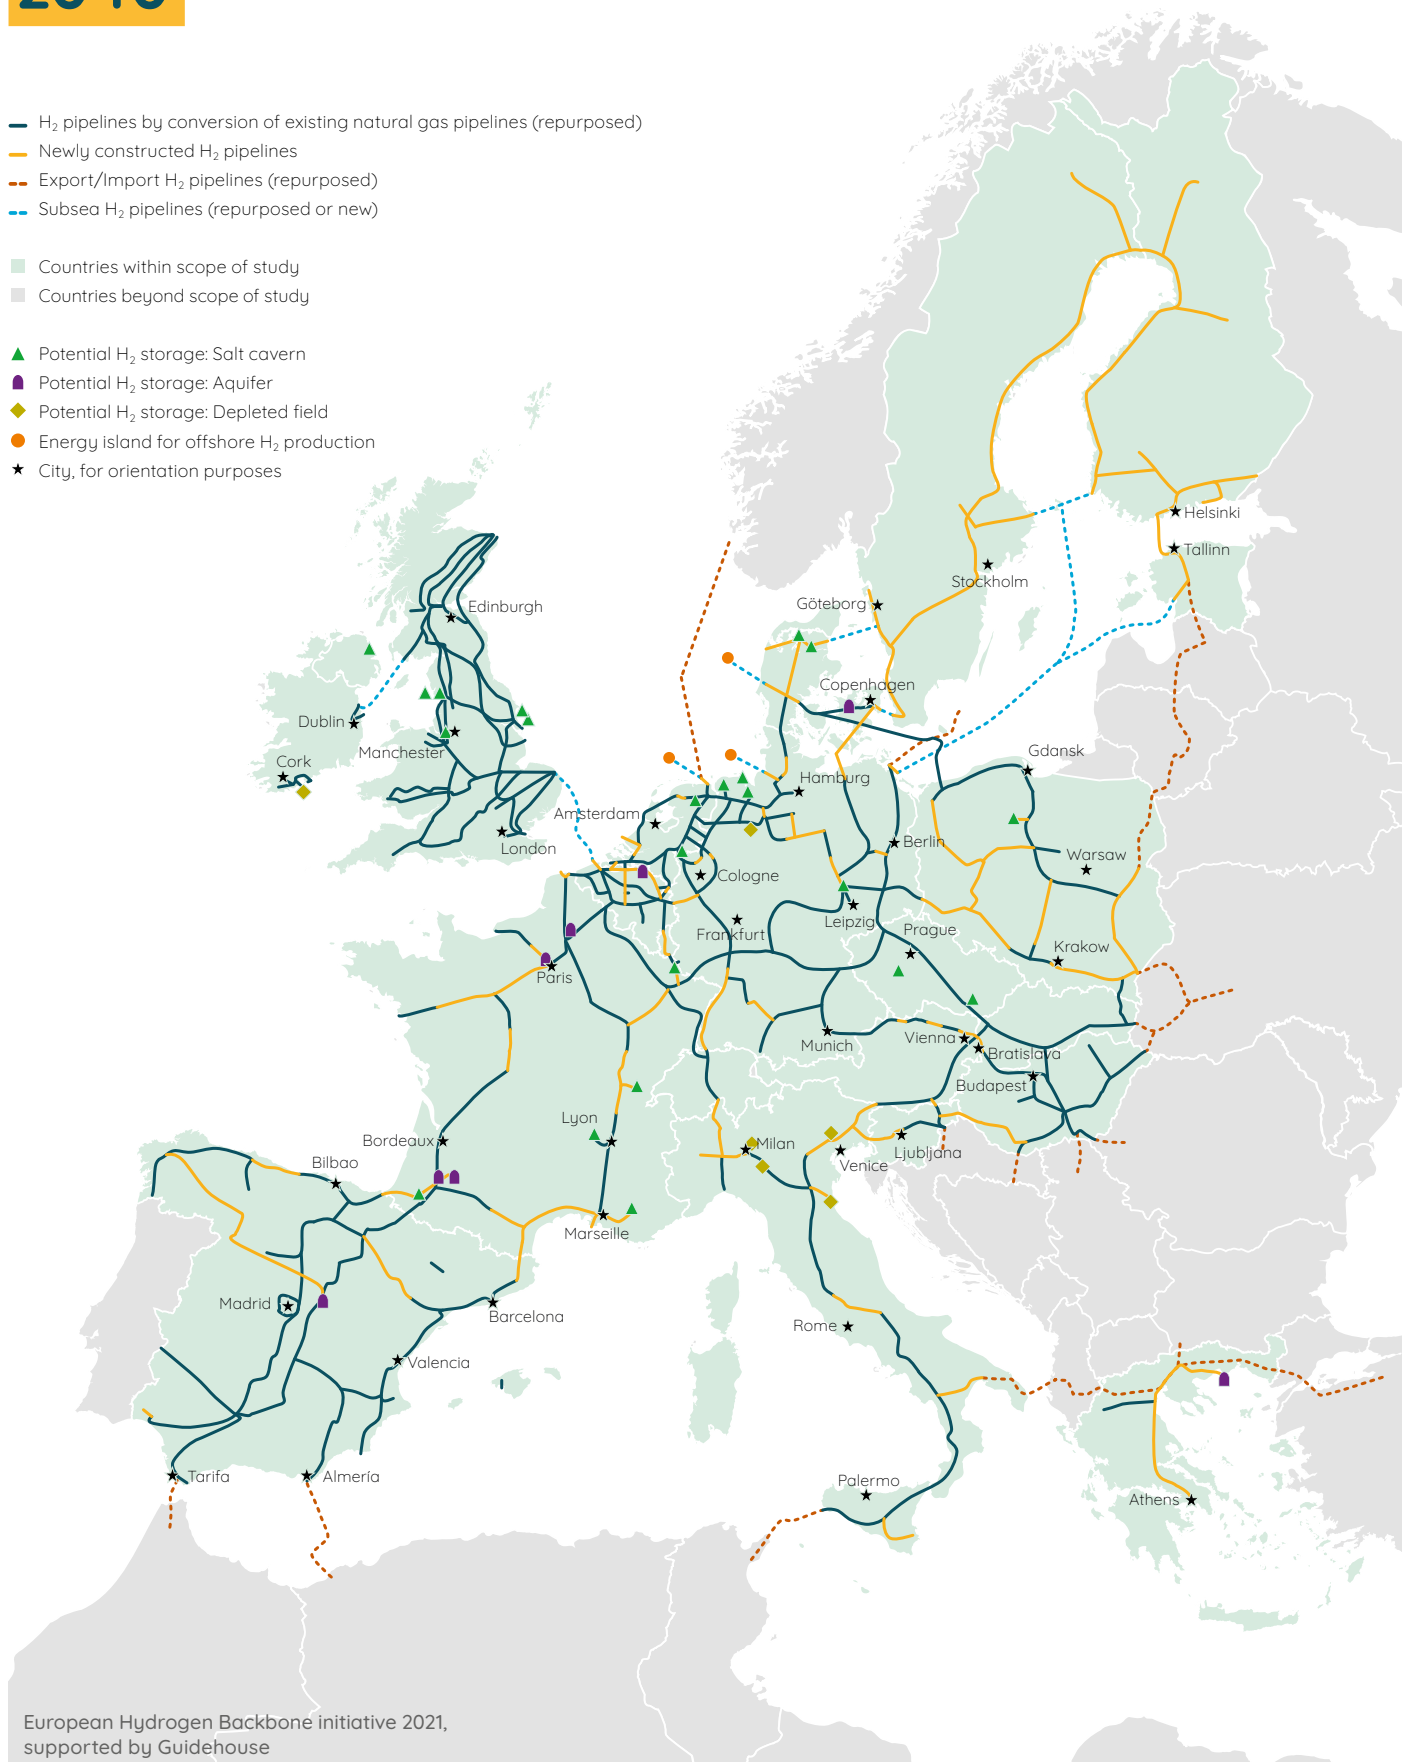 H₂ pipelines by conversion of existing natural gas pipelines (repurposed)
Newly constructed H₂ pipelines
Export/Import H₂ pipelines (repurposed)
Subsea H₂ pipelines (repurposed or new)
Countries within scope of study
Countries beyond scope of study
Potential H₂ storage: Salt cavern
Potential H₂ storage: Aquifer
Potential H₂ storage: Depleted field
Energy island for offshore H₂ production
City, for orientation purposes
Helsinki
Tallinn
Stockholm
Göteborg
Edinburgh
Copenhagen
Dublin
Manchester
Gdansk
Cork
Hamburg
Amsterdam
Berlin
London
Warsaw
Cologne
Leipzig
Frankfurt
Prague
Krakow
Paris
Munich
Vienna
Bratislava
Budapest
Lyon
Bordeaux
Milan
Ljubljana
Venice
Bilbao
Marseille
Madrid
Barcelona
Rome
Valencia
Tarifa
Almería
Palermo
Athens
European Hydrogen Backbone initiative 2021,
supported by Guidehouse